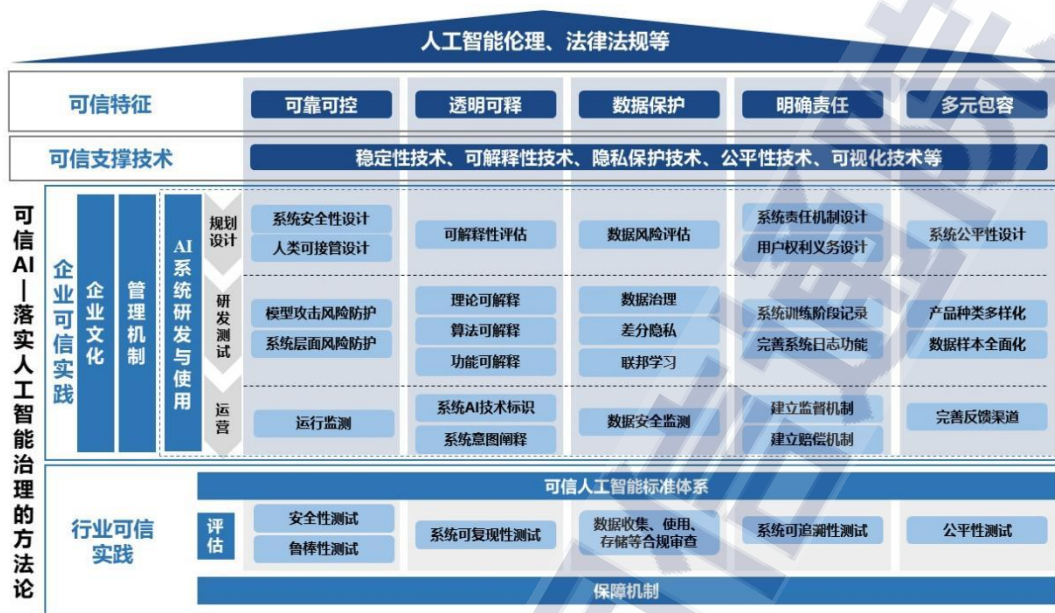 人工智能伦理、法律法规等
可信特征
可靠可控
透明可释
数据保护
明确责任
多元包容
可信支撑技术
稳定性技术、可解释性技术、隐私保护技术、公平性技术、可视化技术等
可信AI—落实人工智能治理的方法论
企业可信实践
企业文化
管理机制
AI系统研发与使用
规划
设计
系统安全性设计
人类可接管设计
可解释性评估
数据风险评估
系统责任机制设计
用户权利义务设计
系统公平性设计
研发测试
模型攻击风险防护
系统层面风险防护
理论可解释
算法可解释
功能可解释
数据治理
差分隐私
联邦学习
系统训练阶段记录
完善系统日志功能
产品种类多样化
数据样本全面化
运营
运行监测
系统AI技术标识
系统意图阐释
数据安全监测
建立监督机制
建立赔偿机制
完善反馈渠道
行业可信
实践
可信人工智能标准体系
评估
安全性测试
鲁棒性测试
系统可复现性测试
数据收集、使用、
存储等合规审查
系统可追溯性测试
公平性测试
保障机制